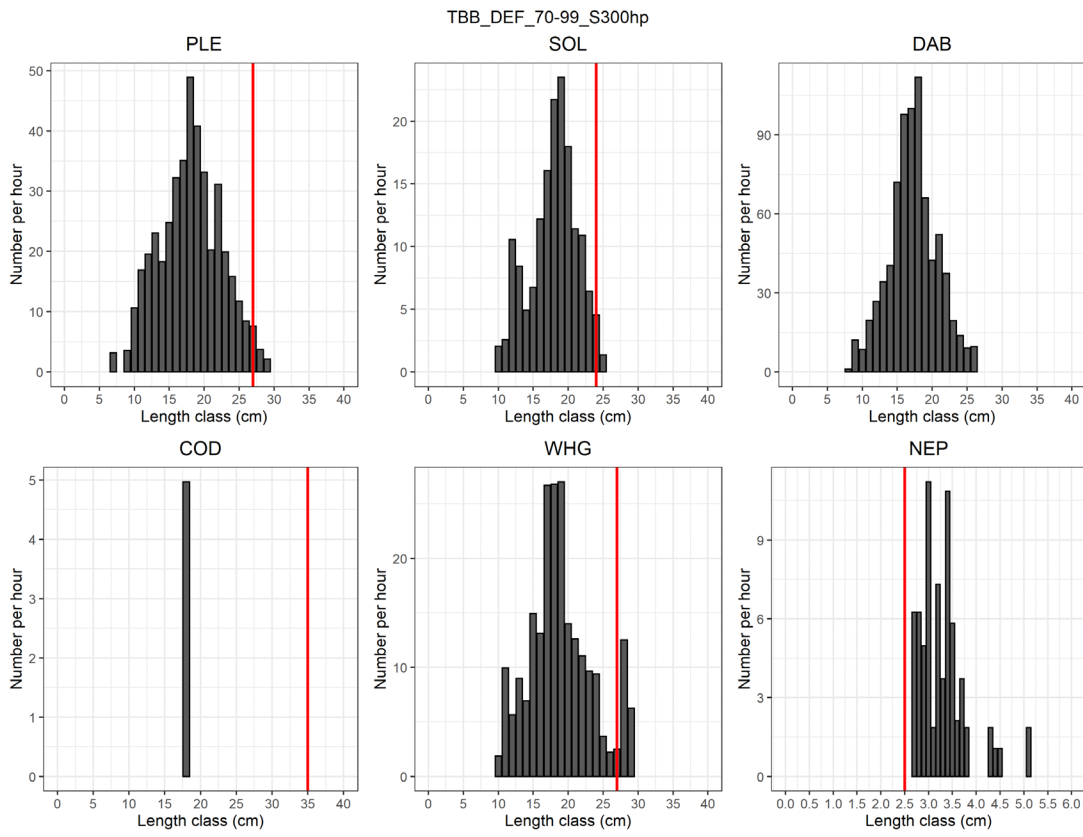 TBB_DEF_70-99_S300hp
PLE
SOL
DAB
Number per hour
50
40
30
20
10
0
0 5 10 15 20 25 30 35 40
Length class (cm)
Number per hour
20
15
10
5
0
0 5 10 15 20 25 30 35 40
Length class (cm)
Number per hour
90
60
30
0
0 5 10 15 20 25 30 35 40
Length class (cm)
COD
WHG
NEP
Number per hour
5
4
3
2
1
0
0 5 10 15 20 25 30 35 40
Length class (cm)
Number per hour
20
10
0
0 5 10 15 20 25 30 35 40
Length class (cm)
Number per hour
9
6
3
0
0.0 0.5 1.0 1.5 2.0 2.5 3.0 3.5 4.0 4.5 5.0 5.5 6.0
Length class (cm)